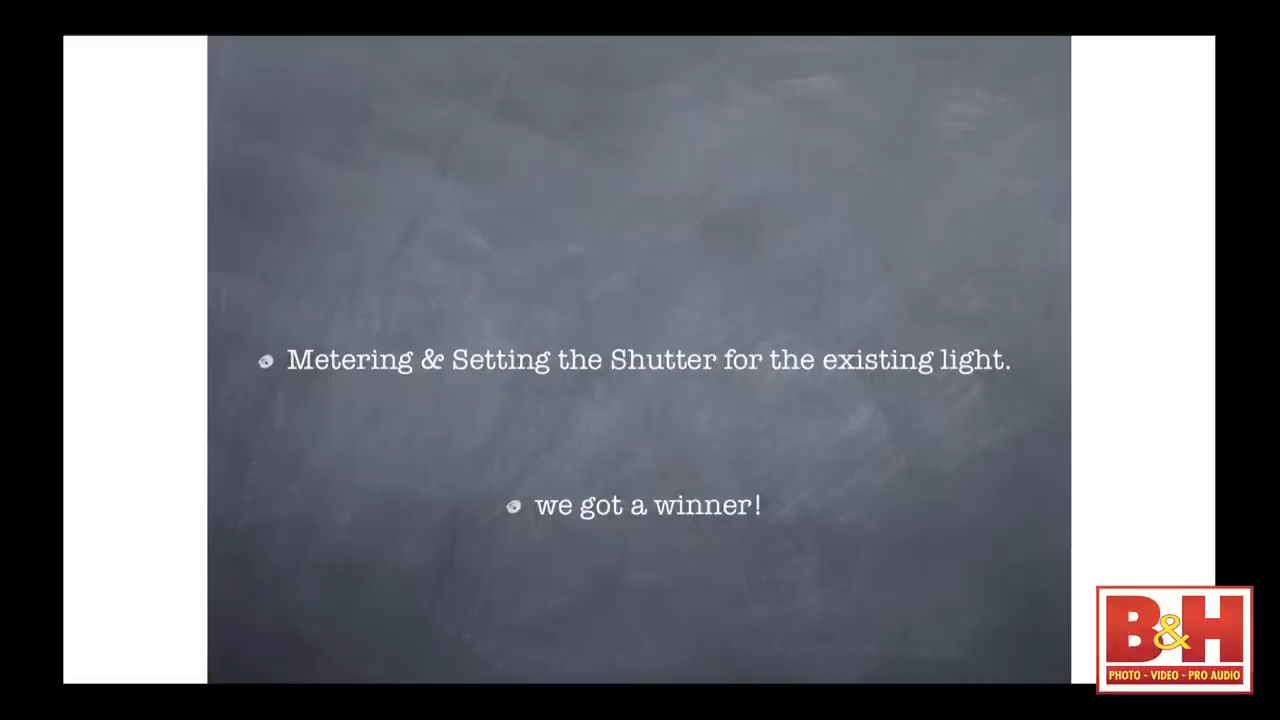 Metering & Setting the Shutter for the existing light.
we got a winner!
B&H
PHOTO - VIDEO - PRO AUDIO